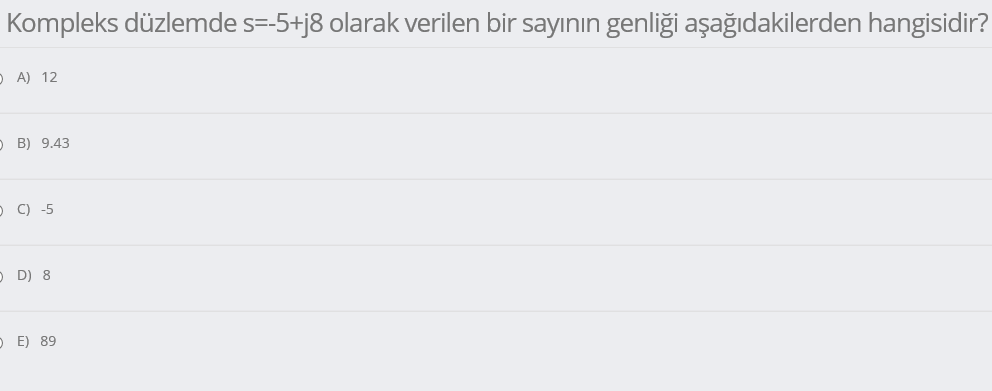 Kompleks düzlemde s=-5+j8 olarak verilen bir sayının genliği aşağıdakilerden hangisidir?
A) 12
B) 9.43
C) -5
D) 8
E) 89